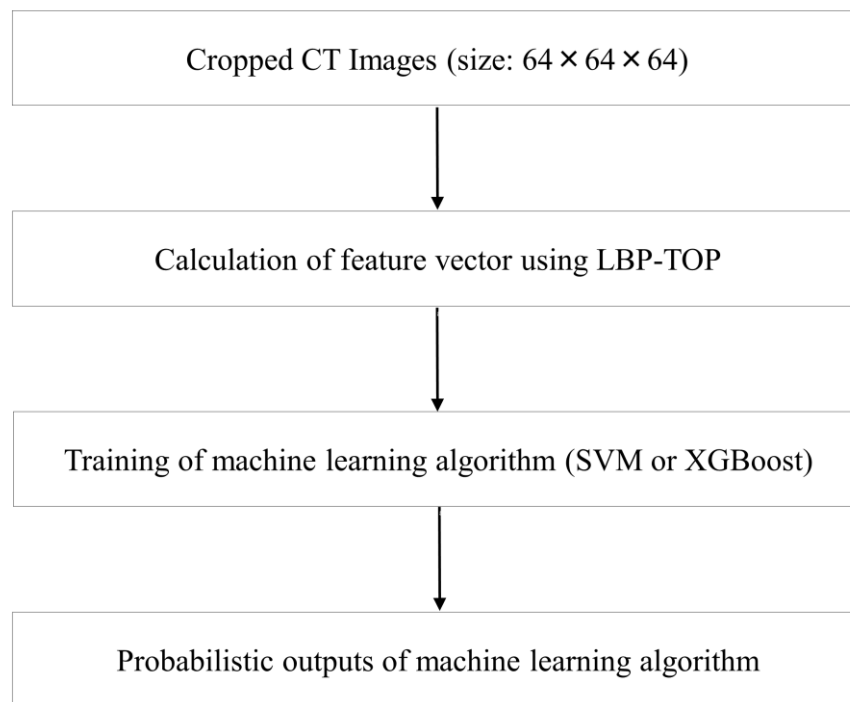 Cropped CT Images (size: 64×64×64)
Calculation of feature vector using LBP-TOP
Training of machine learning algorithm (SVM or XGBoost)
Probabilistic outputs of machine learning algorithm